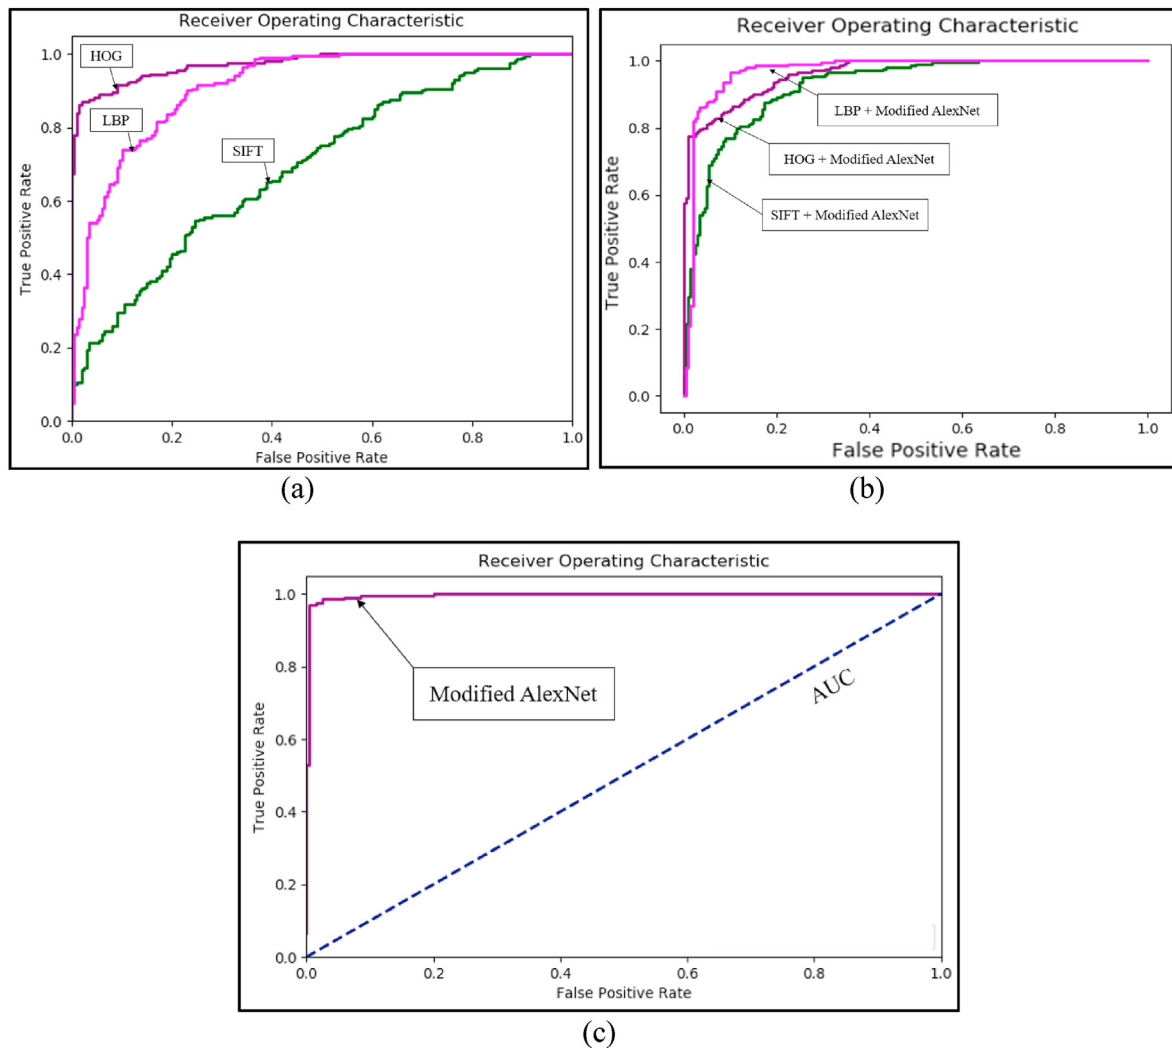 Receiver Operating Characteristic
HOG
LBP
SIFT
True Positive Rate
1.0
0.8
0.6
0.4
0.2
0.0
0.0 0.2 0.4 0.6 0.8 1.0
False Positive Rate
(a)
Receiver Operating Characteristic
LBP + Modified AlexNet
HOG + Modified AlexNet
SIFT + Modified AlexNet
True Positive Rate
1.0
0.8
0.6
0.4
0.2
0.0
0.0 0.2 0.4 0.6 0.8 1.0
False Positive Rate
(b)
Receiver Operating Characteristic
Modified AlexNet
AUC
True Positive Rate
1.0
0.8
0.6
0.4
0.2
0.0
0.0 0.2 0.4 0.6 0.8 1.0
False Positive Rate
(c)